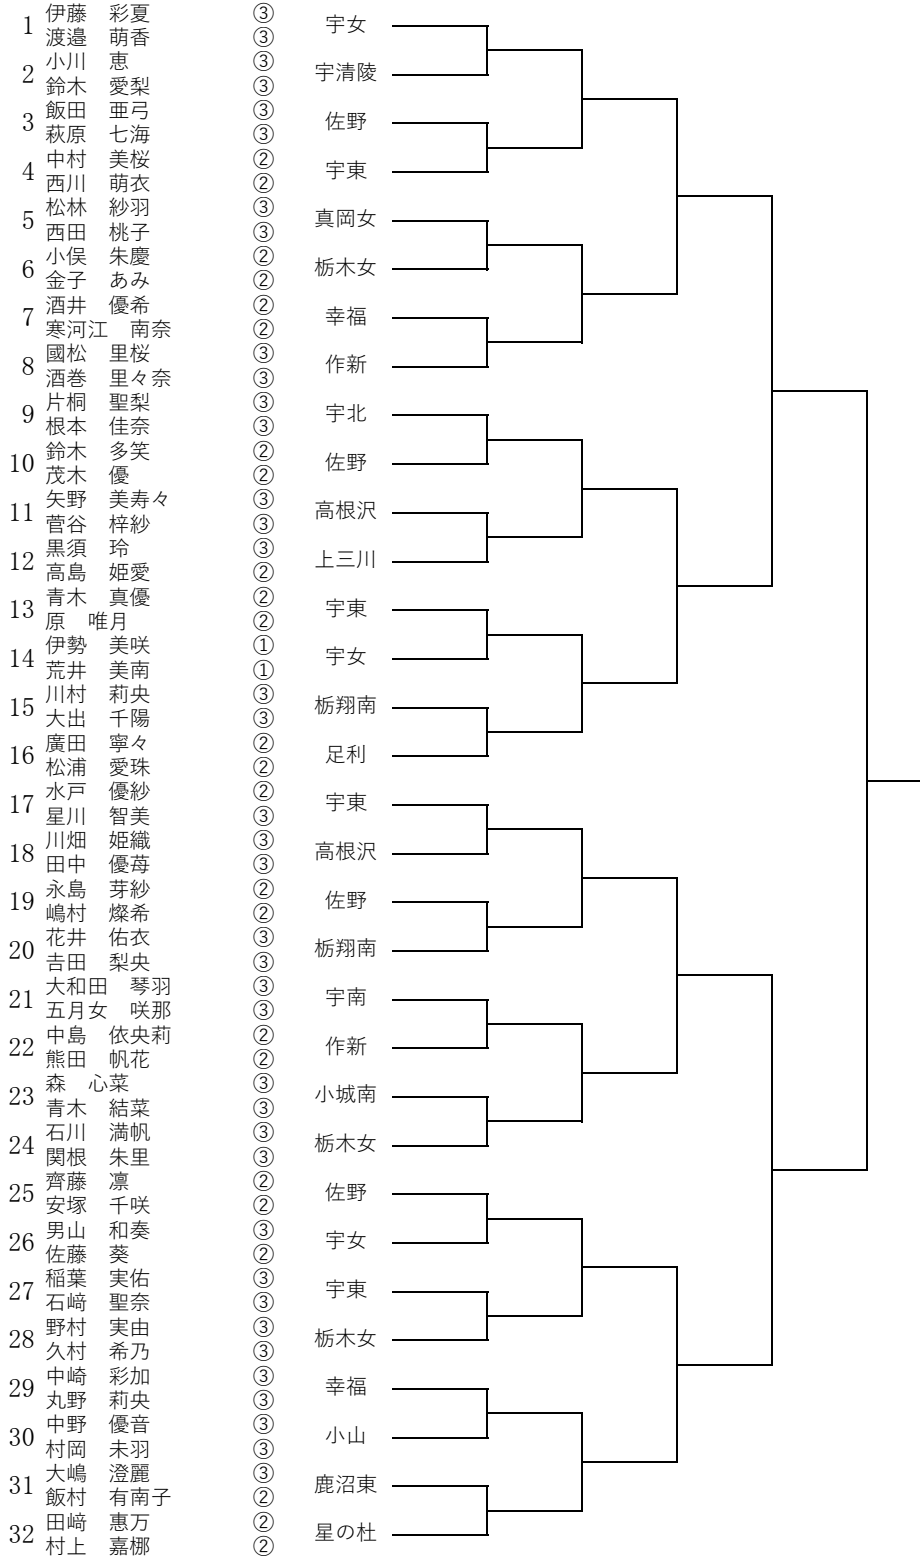 1 伊藤　彩夏 ③ 宇女
渡邉　萌香 ③
2 小川　恵 ③ 宇清陵
鈴木　愛梨 ③
3 飯田　亜弓 ③ 佐野
萩原　七海 ③
4 中村　美桜 ② 宇東
西川　萌衣 ②
5 松林　紗羽 ③ 真岡女
西田　桃子 ③
6 小俣　朱慶 ② 栃木女
金子　あみ ②
7 酒井　優希 ② 幸福
寒河江　南奈 ②
8 國松　里桜 ③ 作新
酒巻　里々奈 ③
9 片桐　聖梨 ③ 宇北
根本　佳奈 ③
10 鈴木　多笑 ② 佐野
茂木　優 ②
11 矢野　美寿々 ③ 高根沢
菅谷　梓紗 ③
12 黒須　玲 ③ 上三川
高島　姫愛 ②
13 青木　真優 ② 宇東
原　唯月 ②
14 伊勢　美咲 ① 宇女
荒井　美南 ①
15 川村　莉央 ③ 栃翔南
大出　千陽 ③
16 廣田　寧々 ② 足利
松浦　愛珠 ②
17 水戸　優紗 ② 宇東
星川　智美 ③
18 川畑　姫織 ③ 高根沢
田中　優苺 ③
19 永島　芽紗 ② 佐野
嶋村　燦希 ②
20 花井　佑衣 ③ 栃翔南
𠮷田　梨央 ③
21 大和田　琴羽 ③ 宇南
五月女　咲那 ③
22 中島　依央莉 ② 作新
熊田　帆花 ②
23 森　心菜 ③ 小城南
青木　結菜 ③
24 石川　満帆 ③ 栃木女
関根　朱里 ③
25 齊藤　凛 ② 佐野
安塚　千咲 ②
26 男山　和奏 ③ 宇女
佐藤　葵 ②
27 稲葉　実佑 ③ 宇東
石﨑　聖奈 ③
28 野村　実由 ③ 栃木女
久村　希乃 ③
29 中崎　彩加 ③ 幸福
丸野　莉央 ③
30 中野　優音 ③ 小山
村岡　未羽 ③
31 大嶋　澄麗 ③ 鹿沼東
飯村　有南子 ②
32 田﨑　惠万 ② 星の杜
村上　嘉梛 ②